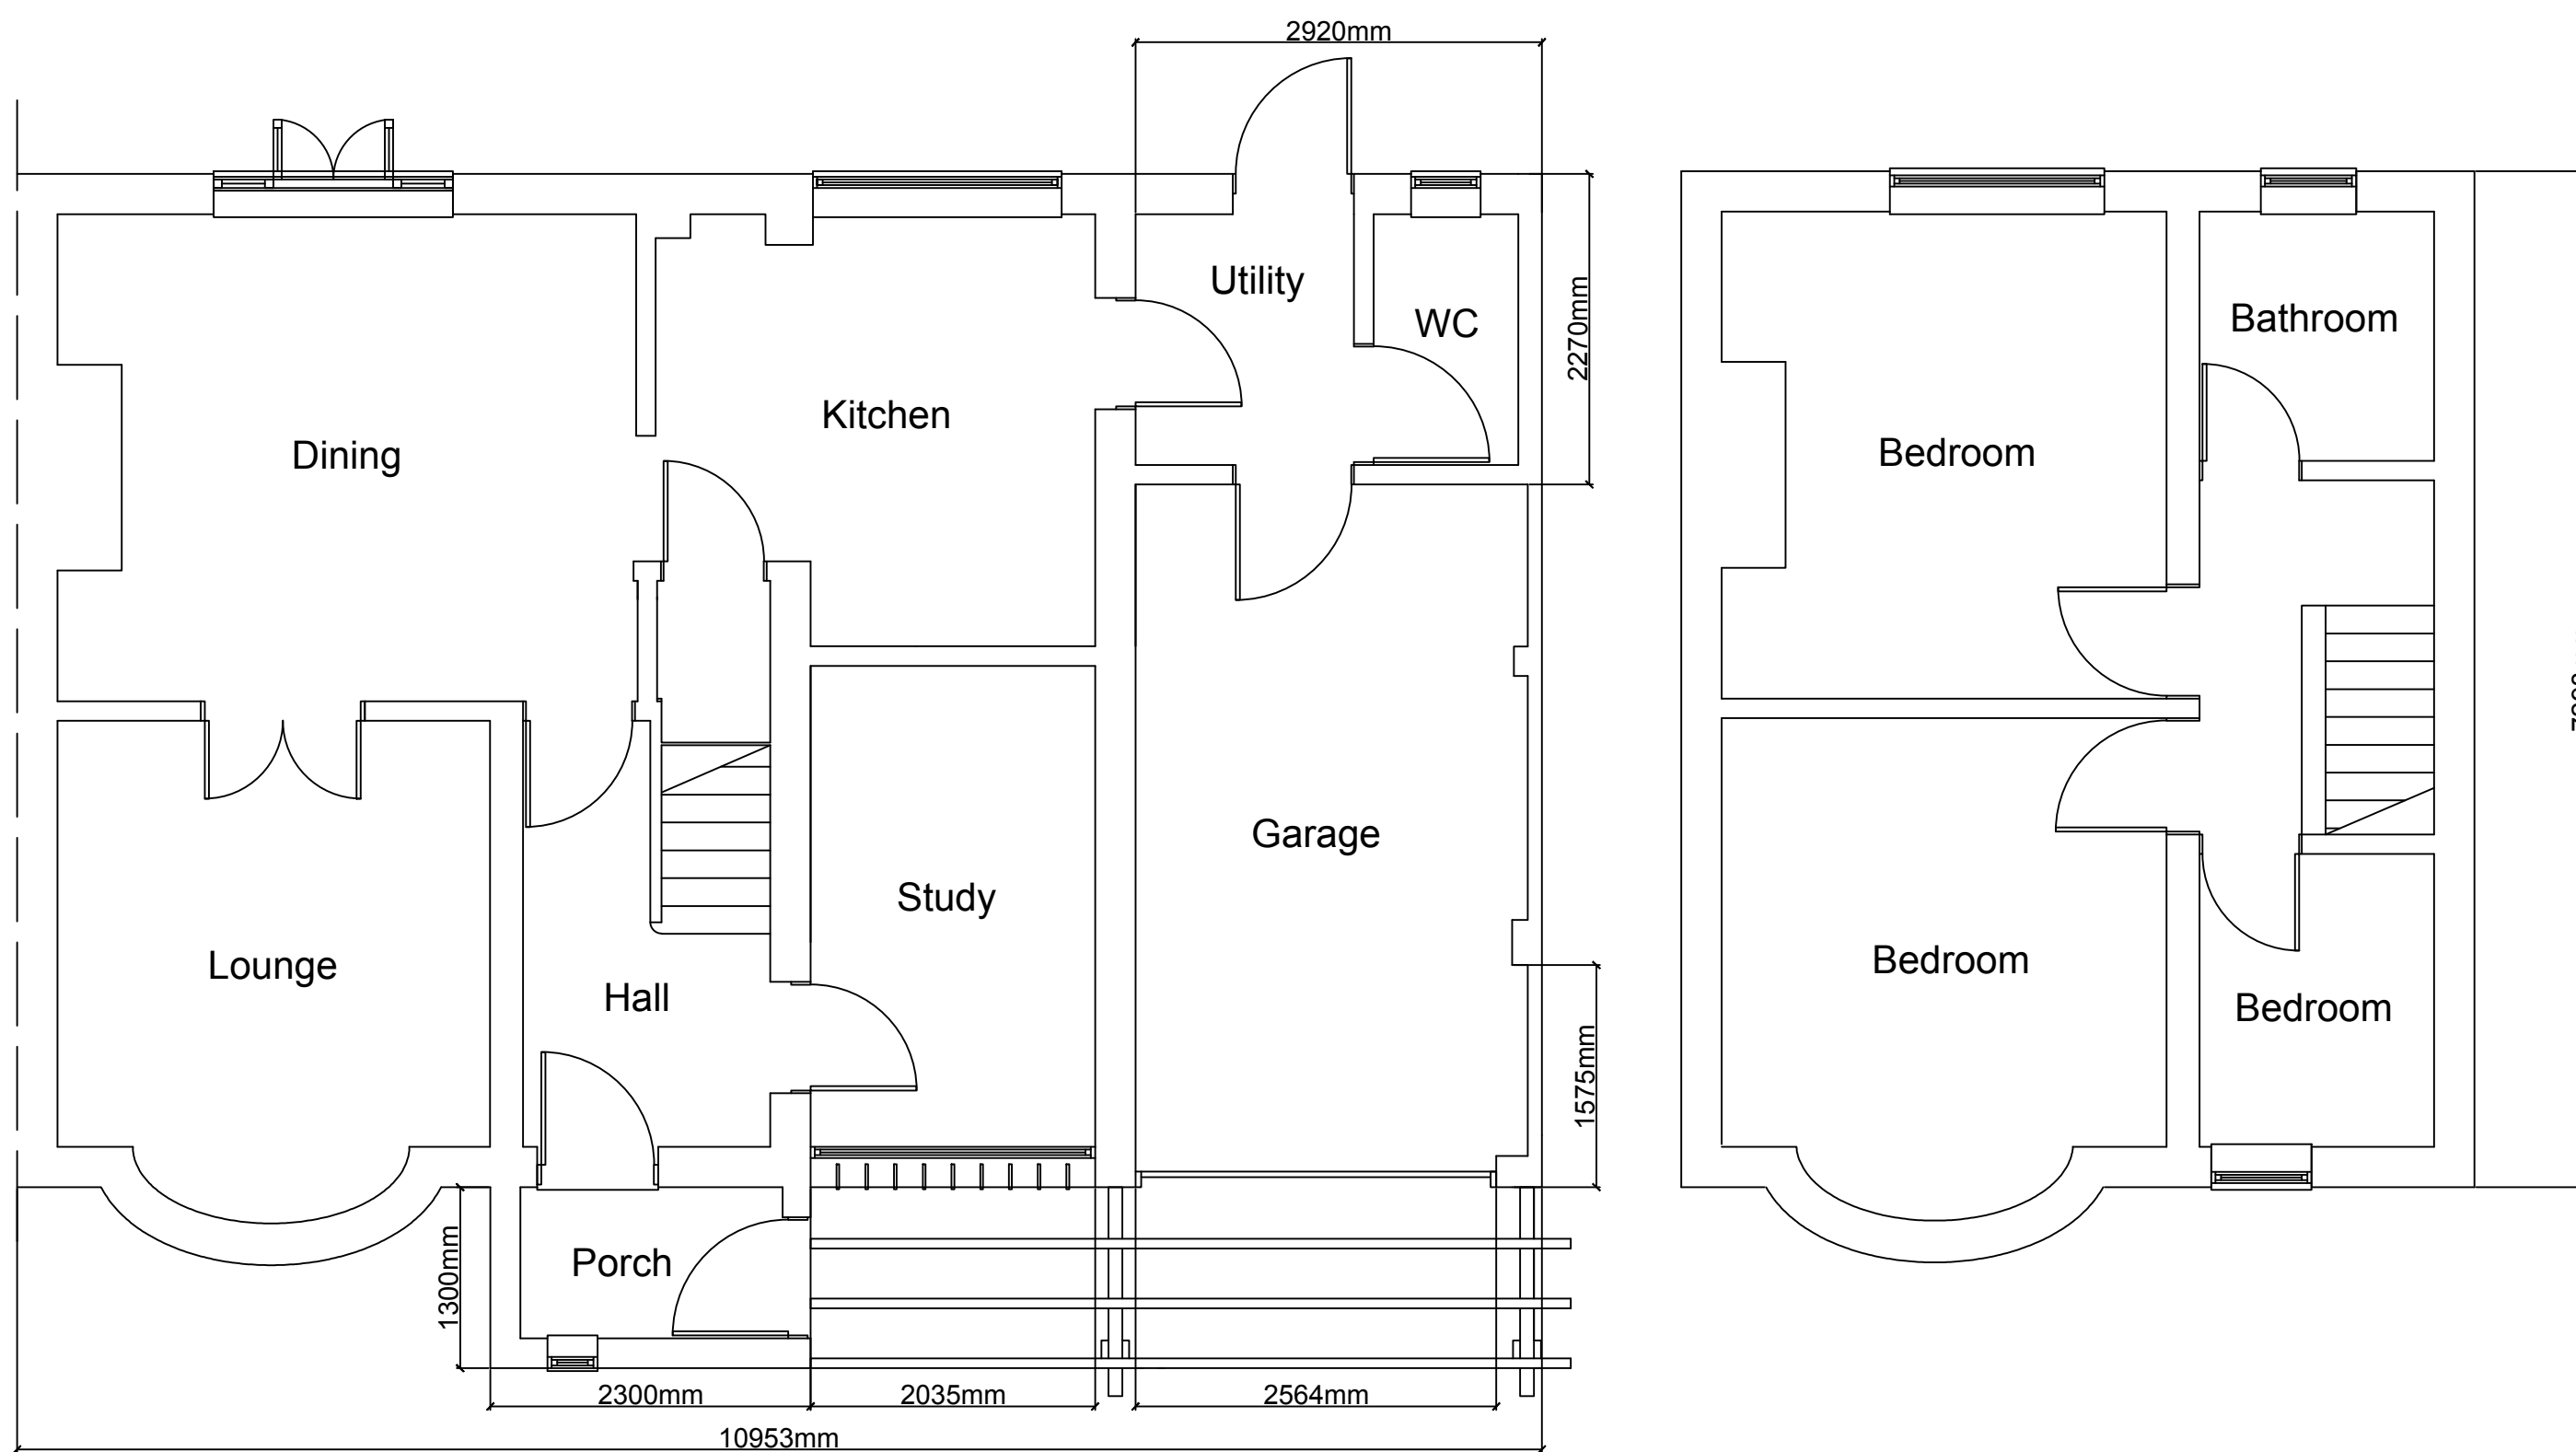 2920mm
Utility
2270mm
WC
Bathroom
Kitchen
Dining
Bedroom
Garage
Study
Lounge
Hall
Bedroom
Bedroom
1575mm
Porch
1300mm
2300mm
2035mm
2564mm
10953mm